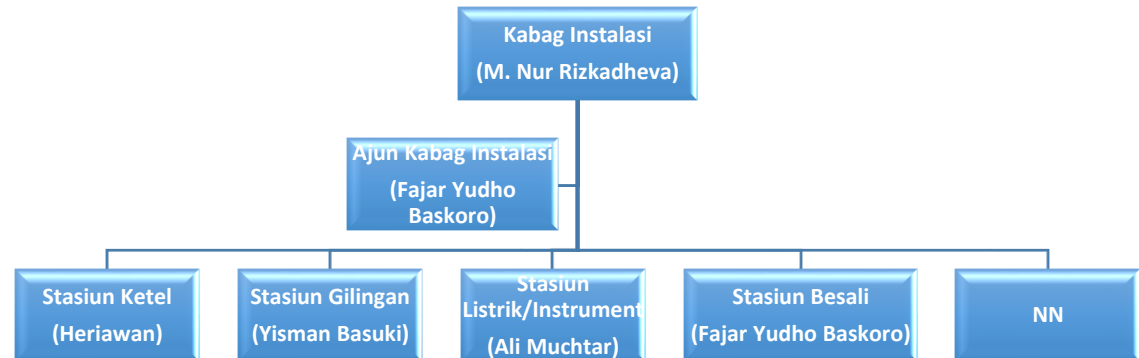 Kabag Instalasi
(M. Nur Rizkadheva)
Ajun Kabag Instalasi
(Fajar Yudho
Baskoro)
Stasiun Ketel
(Heriawan)
Stasiun Gilingan
(Yisman Basuki)
Stasiun
Listrik/Instrument
(Ali Muchtar)
Stasiun Besali
(Fajar Yudho Baskoro)
NN